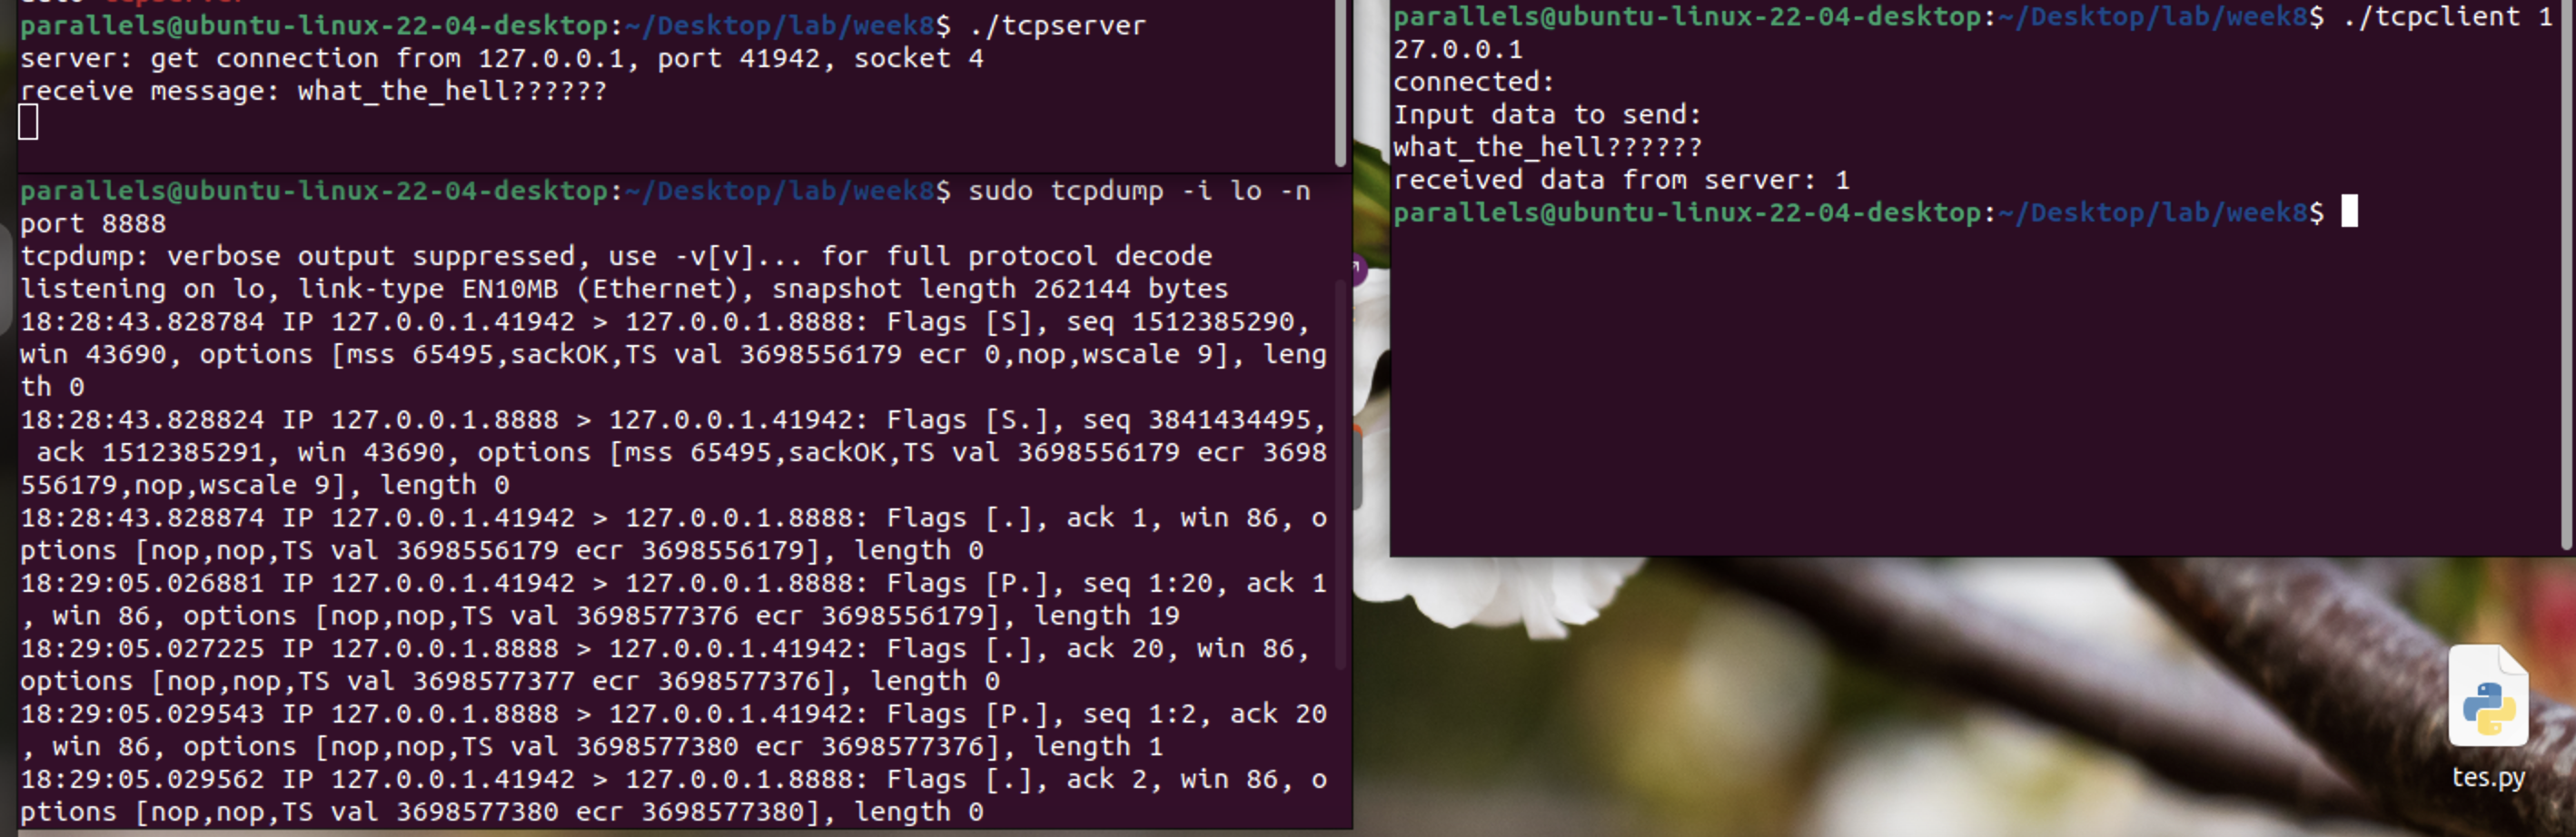 parallels@ubuntu-linux-22-04-desktop:~/Desktop/lab/week8$ ./tcpserver
server: get connection from 127.0.0.1, port 41942, socket 4
receive message: what_the_hell??????
parallels@ubuntu-linux-22-04-desktop:~/Desktop/lab/week8$ sudo tcpdump -i lo -n
port 8888
tcpdump: verbose output suppressed, use -v[v]... for full protocol decode
listening on lo, link-type EN10MB (Ethernet), snapshot length 262144 bytes
18:28:43.828784 IP 127.0.0.1.41942 > 127.0.0.1.8888: Flags [S], seq 1512385290,
win 43690, options [mss 65495,sackOK,TS val 3698556179 ecr 0,nop,wscale 9], leng
th 0
18:28:43.828824 IP 127.0.0.1.8888 > 127.0.0.1.41942: Flags [S.], seq 3841434495,
ack 1512385291, win 43690, options [mss 65495,sackOK,TS val 3698556179 ecr 3698
556179,nop,wscale 9], length 0
18:28:43.828874 IP 127.0.0.1.41942 > 127.0.0.1.8888: Flags [.], ack 1, win 86, o
ptions [nop,nop,TS val 3698556179 ecr 3698556179], length 0
18:29:05.026881 IP 127.0.0.1.41942 > 127.0.0.1.8888: Flags [P.], seq 1:20, ack 1
, win 86, options [nop,nop,TS val 3698577376 ecr 3698556179], length 19
18:29:05.027225 IP 127.0.0.1.8888 > 127.0.0.1.41942: Flags [.], ack 20, win 86,
options [nop,nop,TS val 3698577377 ecr 3698577376], length 0
18:29:05.029543 IP 127.0.0.1.8888 > 127.0.0.1.41942: Flags [P.], seq 1:2, ack 20
, win 86, options [nop,nop,TS val 3698577380 ecr 3698577376], length 1
18:29:05.029562 IP 127.0.0.1.41942 > 127.0.0.1.8888: Flags [.], ack 2, win 86, o
ptions [nop,nop,TS val 3698577380 ecr 3698577380], length 0
parallels@ubuntu-linux-22-04-desktop:~/Desktop/lab/week8$ ./tcpclient 1
27.0.0.1
connected:
Input data to send:
what_the_hell??????
received data from server: 1
parallels@ubuntu-linux-22-04-desktop:~/Desktop/lab/week8$
tes.py